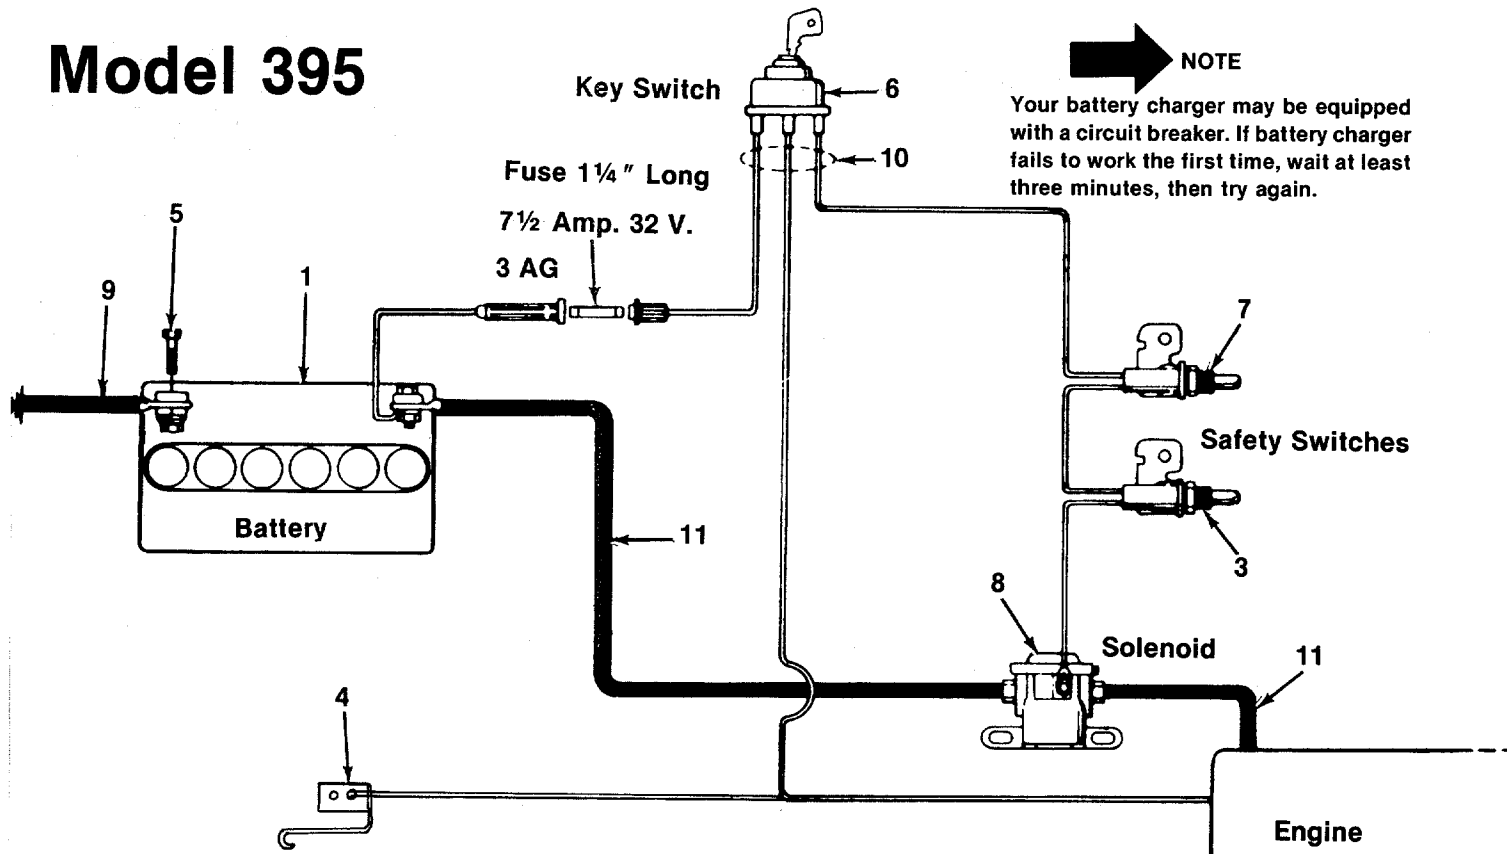 Model 395
Key Switch
6
10
NOTE
Your battery charger may be equipped
with a circuit breaker. If battery charger
fails to work the first time, wait at least
three minutes, then try again.
Fuse 1¼" Long
7½ Amp. 32 V.
3 AG
5
9
1
7
Safety Switches
Battery
11
3
8
Solenoid
11
4
Engine